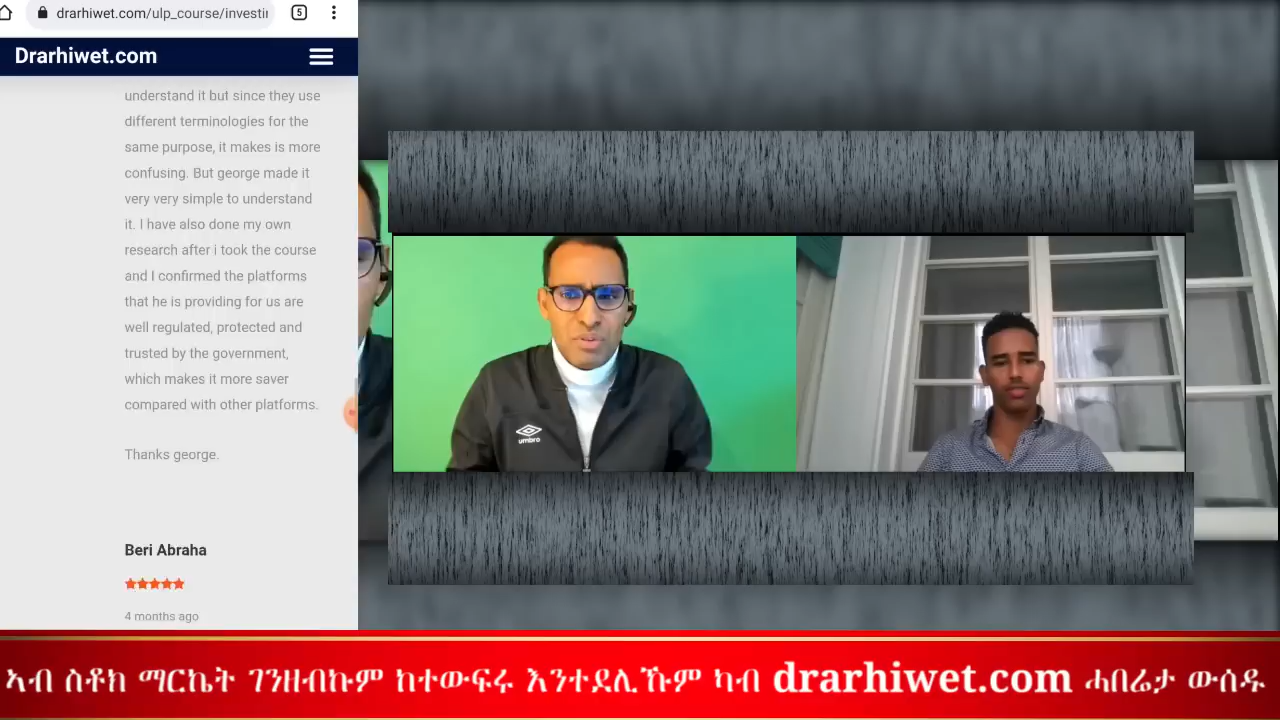 drarhiwet.com/ulp_course/investi
5
Drarhiwet.com
understand it but since they use
different terminologies for the
same purpose, it makes is more
confusing. But george made it
very very simple to understand
it. I have also done my own
research after i took the course
and I confirmed the platforms
that he is providing for us are
well regulated, protected and
trusted by the government,
which makes it more saver
compared with other platforms.
Thanks george.
Beri Abraha
4 months ago
umbro
ኣብ ስቶክ ማርኬት ገንዘብኩም ከተውፍሩ እንተደሊኹም ካብ drarhiwet.com ሓበሬታ ውሰዱ